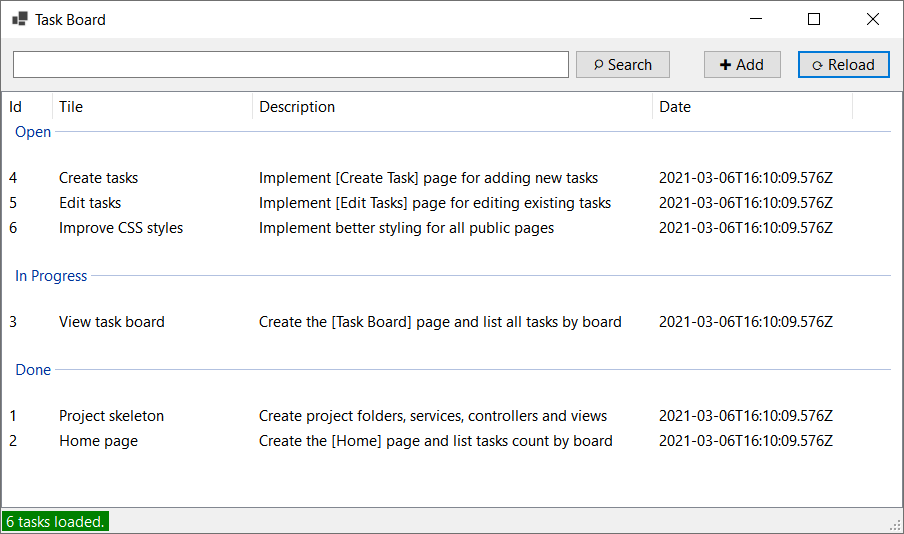 Task Board
Search Add Reload
Id Tile Description Date
Open
4 Create tasks Implement [Create Task] page for adding new tasks 2021-03-06T16:10:09.576Z
5 Edit tasks Implement [Edit Tasks] page for editing existing tasks 2021-03-06T16:10:09.576Z
6 Improve CSS styles Implement better styling for all public pages 2021-03-06T16:10:09.576Z
In Progress
3 View task board Create the [Task Board] page and list all tasks by board 2021-03-06T16:10:09.576Z
Done
1 Project skeleton Create project folders, services, controllers and views 2021-03-06T16:10:09.576Z
2 Home page Create the [Home] page and list tasks count by board 2021-03-06T16:10:09.576Z
6 tasks loaded.